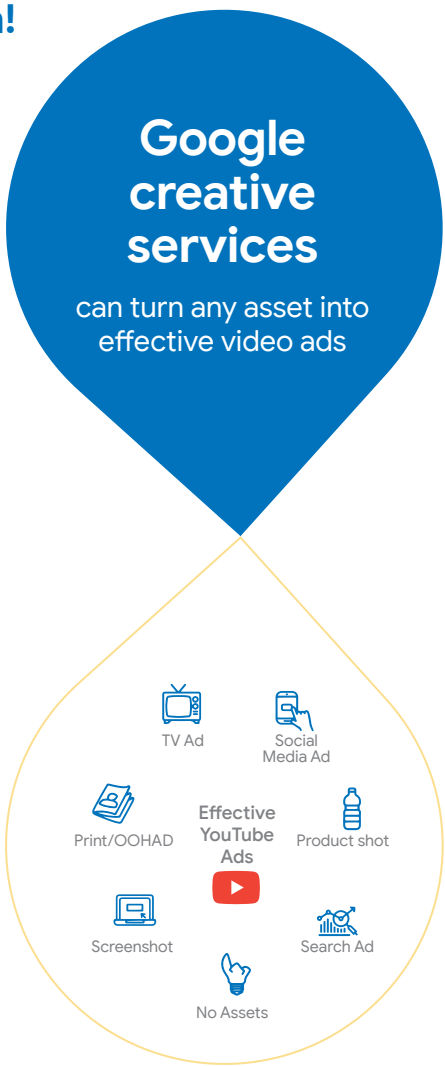 !
Google
creative
services
can turn any asset into
effective video ads
TV Ad
Social
Media Ad
Print/OOHAD
Effective
YouTube
Ads
Product shot
Screenshot
Search Ad
No Assets